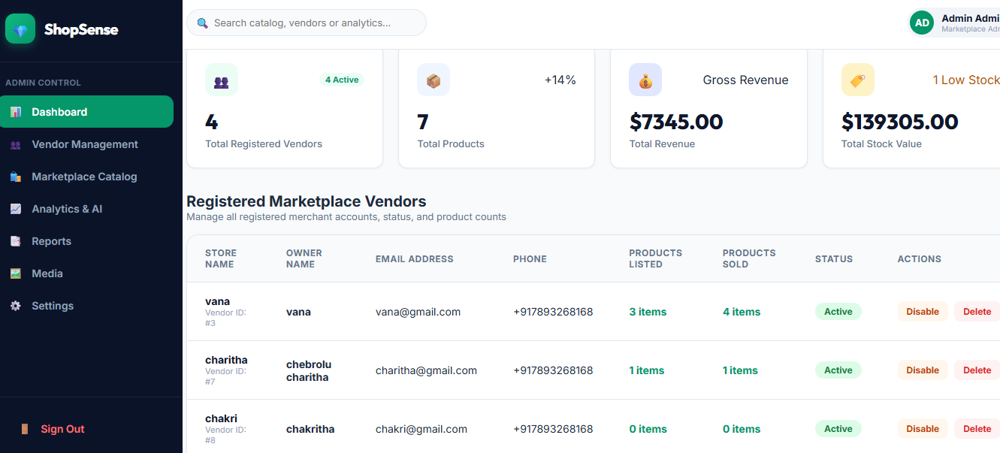 ShopSense
Search catalog, vendors or analytics...
AD
Admin Admi
Marketplace Adm
ADMIN CONTROL
Dashboard
Vendor Management
Marketplace Catalog
Analytics & AI
Reports
Media
Settings
Sign Out
4 Active
4
Total Registered Vendors
+14%
7
Total Products
Gross Revenue
$7345.00
Total Revenue
1 Low Stock
$139305.00
Total Stock Value
Registered Marketplace Vendors
Manage all registered merchant accounts, status, and product counts
STORE NAME OWNER NAME EMAIL ADDRESS PHONE PRODUCTS LISTED PRODUCTS SOLD STATUS ACTIONS
vana
Vendor ID:
#3
vana vana@gmail.com +917893268168 3 items 4 items Active Disable Delete
charitha
Vendor ID:
#7
chebrolu
charitha
charitha@gmail.com +917893268168 1 items 1 items Active Disable Delete
chakri
Vendor ID:
#8
chakritha chakri@gmail.com +917893268168 0 items 0 items Active Disable Delete